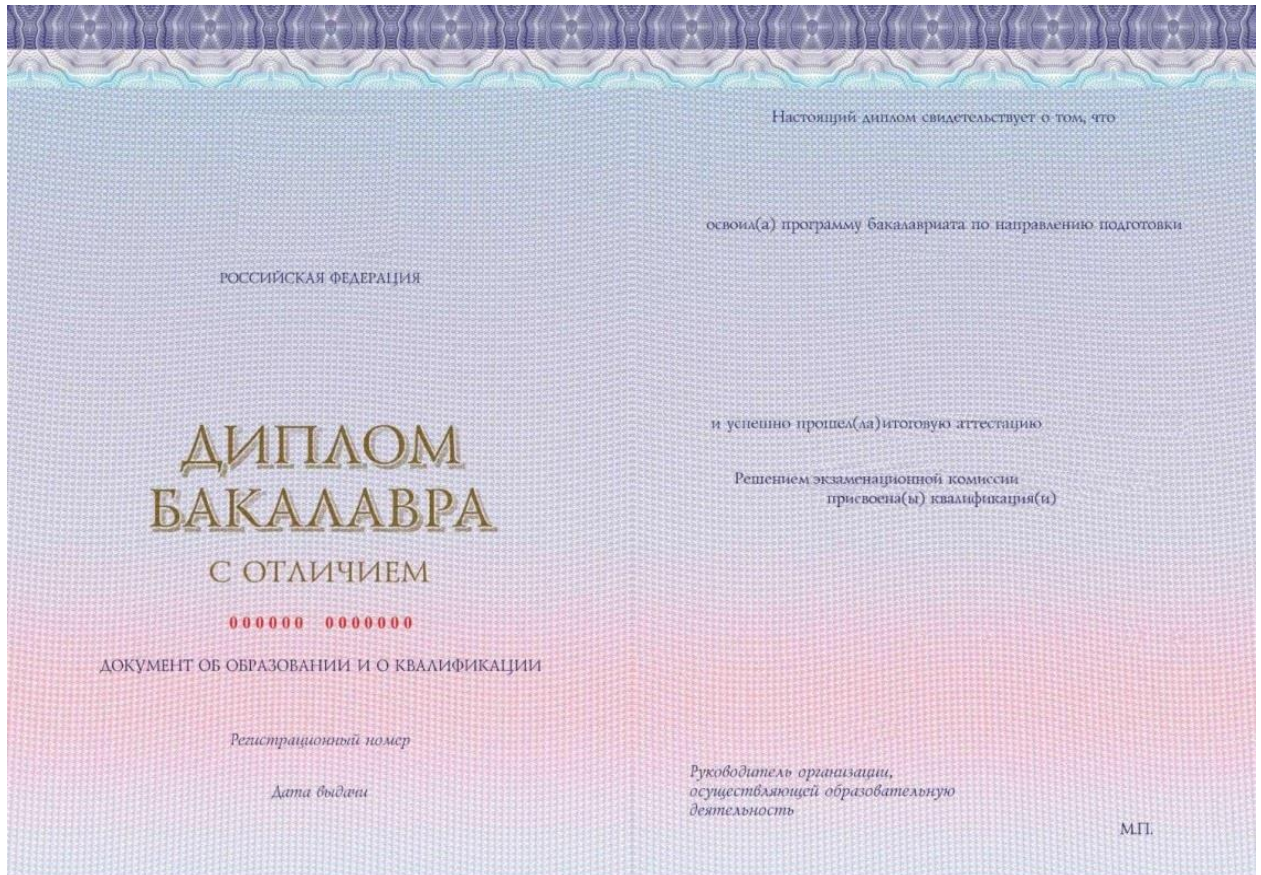 РОССИЙСКАЯ ФЕДЕРАЦИЯ
ДИПЛОМ
БАКАЛАВРА
С ОТЛИЧИЕМ
000000 0000000
ДОКУМЕНТ ОБ ОБРАЗОВАНИИ И О КВАЛИФИКАЦИИ
Регистрационный номер
Дата выдачи
Настоящий диплом свидетельствует о том, что
освоил(а) программу бакалавриата по направлению подготовки
и успешно прошел(ла)итоговую аттестацию
Решением экзаменационной комиссии
присвоена(ы) квалификация(и)
Руководитель организации,
осуществляющей образовательную
деятельность
М.П.